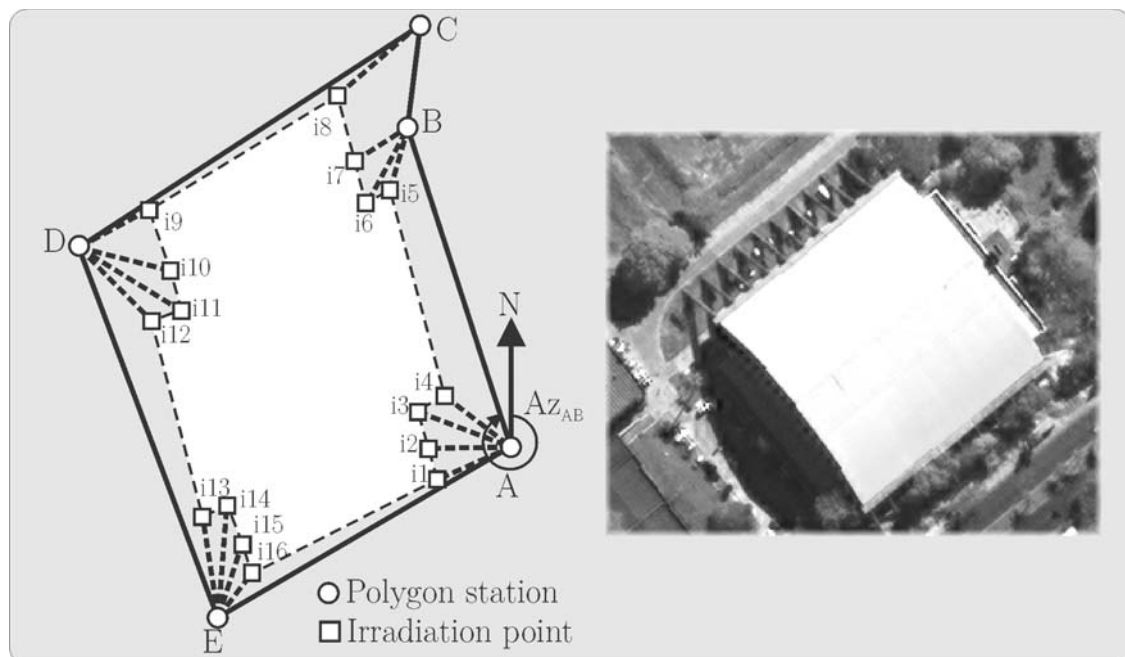 C
i8
B
i7
i5
i6
i9
D
i10
i11
i12
N
i4
Az_AB
i3
i2
A
i1
i13
i14
i15
i16
Polygon station
Irradiation point
E